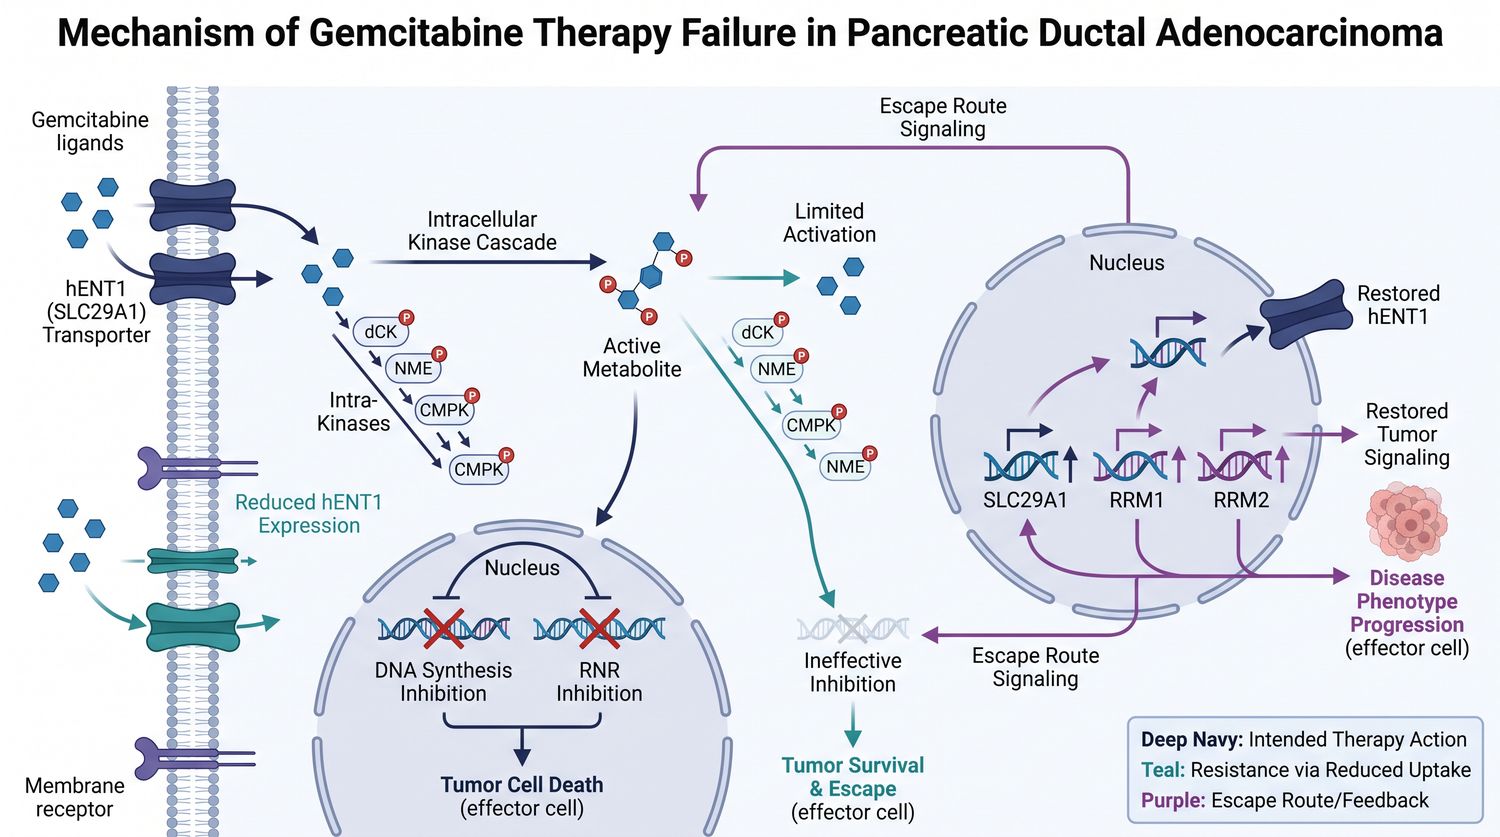 Mechanism of Gemcitabine Therapy Failure in Pancreatic Ductal Adenocarcinoma
Gemcitabine
ligands
hENT1
(SLC29A1)
Transporter
Intracellular
Kinase Cascade
dCK
P
NME
P
CMPK
P
CMPK
P
Intra-
Kinases
P
P
P
Active
Metabolite
Escape Route
Signaling
Limited
Activation
dCK
P
NME
P
CMPK
P
NME
P
Nucleus
Restored
hENT1
SLC29A1
RRM1
RRM2
Restored
Tumor
Signaling
Disease
Phenotype
Progression
(effector cell)
Escape Route
Signaling
Reduced hENT1
Expression
Membrane
receptor
Nucleus
DNA Synthesis
Inhibition
RNR
Inhibition
Tumor Cell Death
(effector cell)
Ineffective
Inhibition
Tumor Survival
& Escape
(effector cell)
Deep Navy: Intended Therapy Action
Teal: Resistance via Reduced Uptake
Purple: Escape Route/Feedback